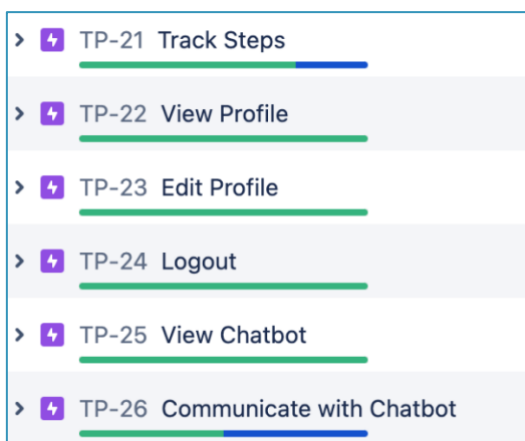 TP-21 Track Steps
TP-22 View Profile
TP-23 Edit Profile
TP-24 Logout
TP-25 View Chatbot
TP-26 Communicate with Chatbot